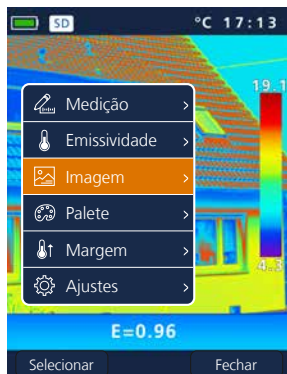 SD °C 17:13
19.1
Medição
Emissividade
Imagem
Palete
Margem
Ajustes
4.3
E=0.96
Selecionar Fechar